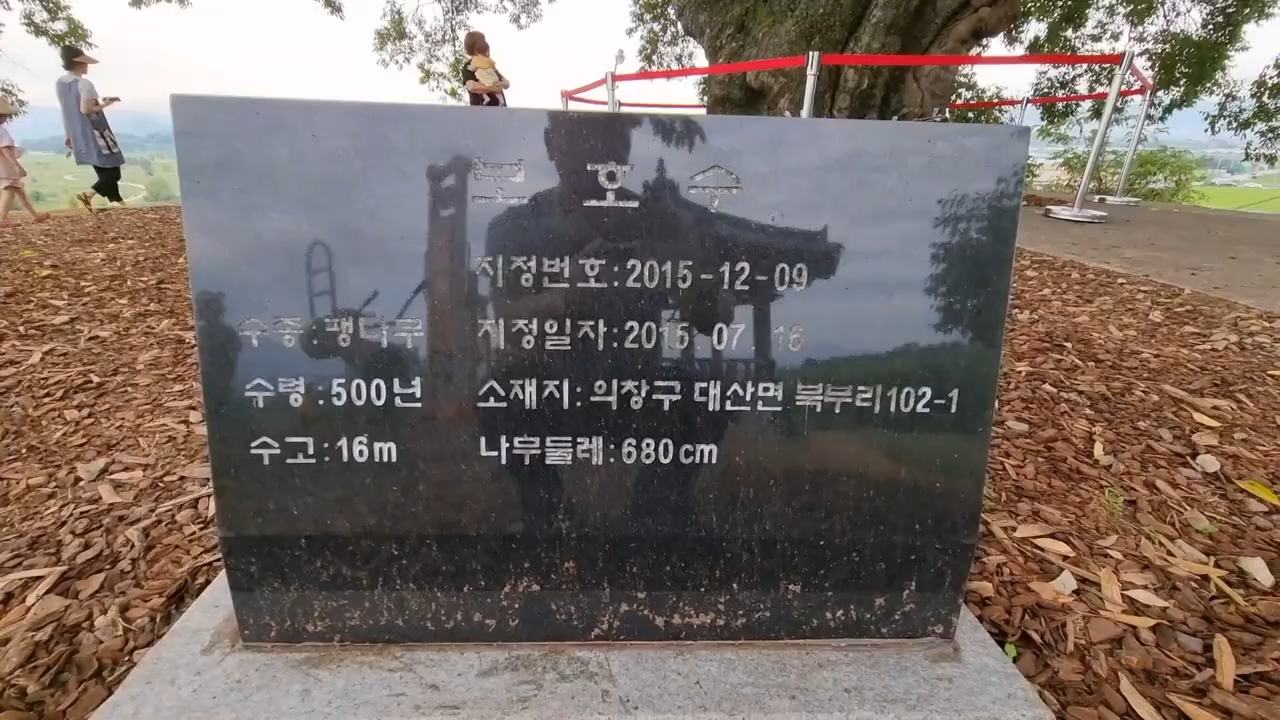 보호수
지정번호:2015-12-09
수종:팽나무 지정일자:2015.07.16
수령:500년 소재지:의창구 대산면 북부리102-1
수고:16m 나무둘레:680cm